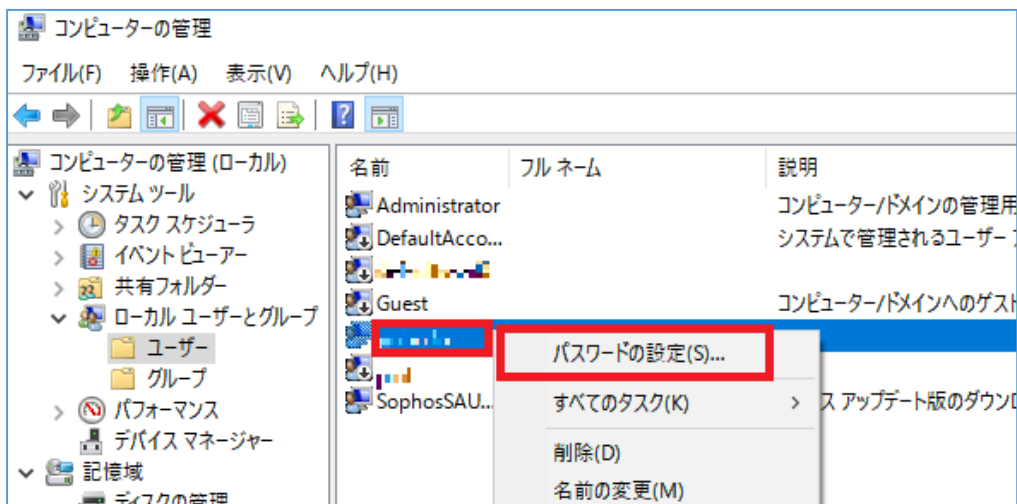 コンピューターの管理
ファイル(F) 操作(A) 表示(V) ヘルプ(H)
コンピューターの管理 (ローカル)
システム ツール
タスク スケジューラ
イベント ビューアー
共有フォルダー
ローカル ユーザーとグループ
ユーザー
グループ
パフォーマンス
デバイス マネージャー
記憶域
ディスクの管理
名前 フル ネーム 説明
Administrator コンピューター/ドメインの管理用
DefaultAcco... システムで管理されるユーザー
Guest コンピューター/ドメインへのゲスト
SophosSAU... ス アップデート版のダウンロ
パスワードの設定(S)...
すべてのタスク(K)
削除(D)
名前の変更(M)